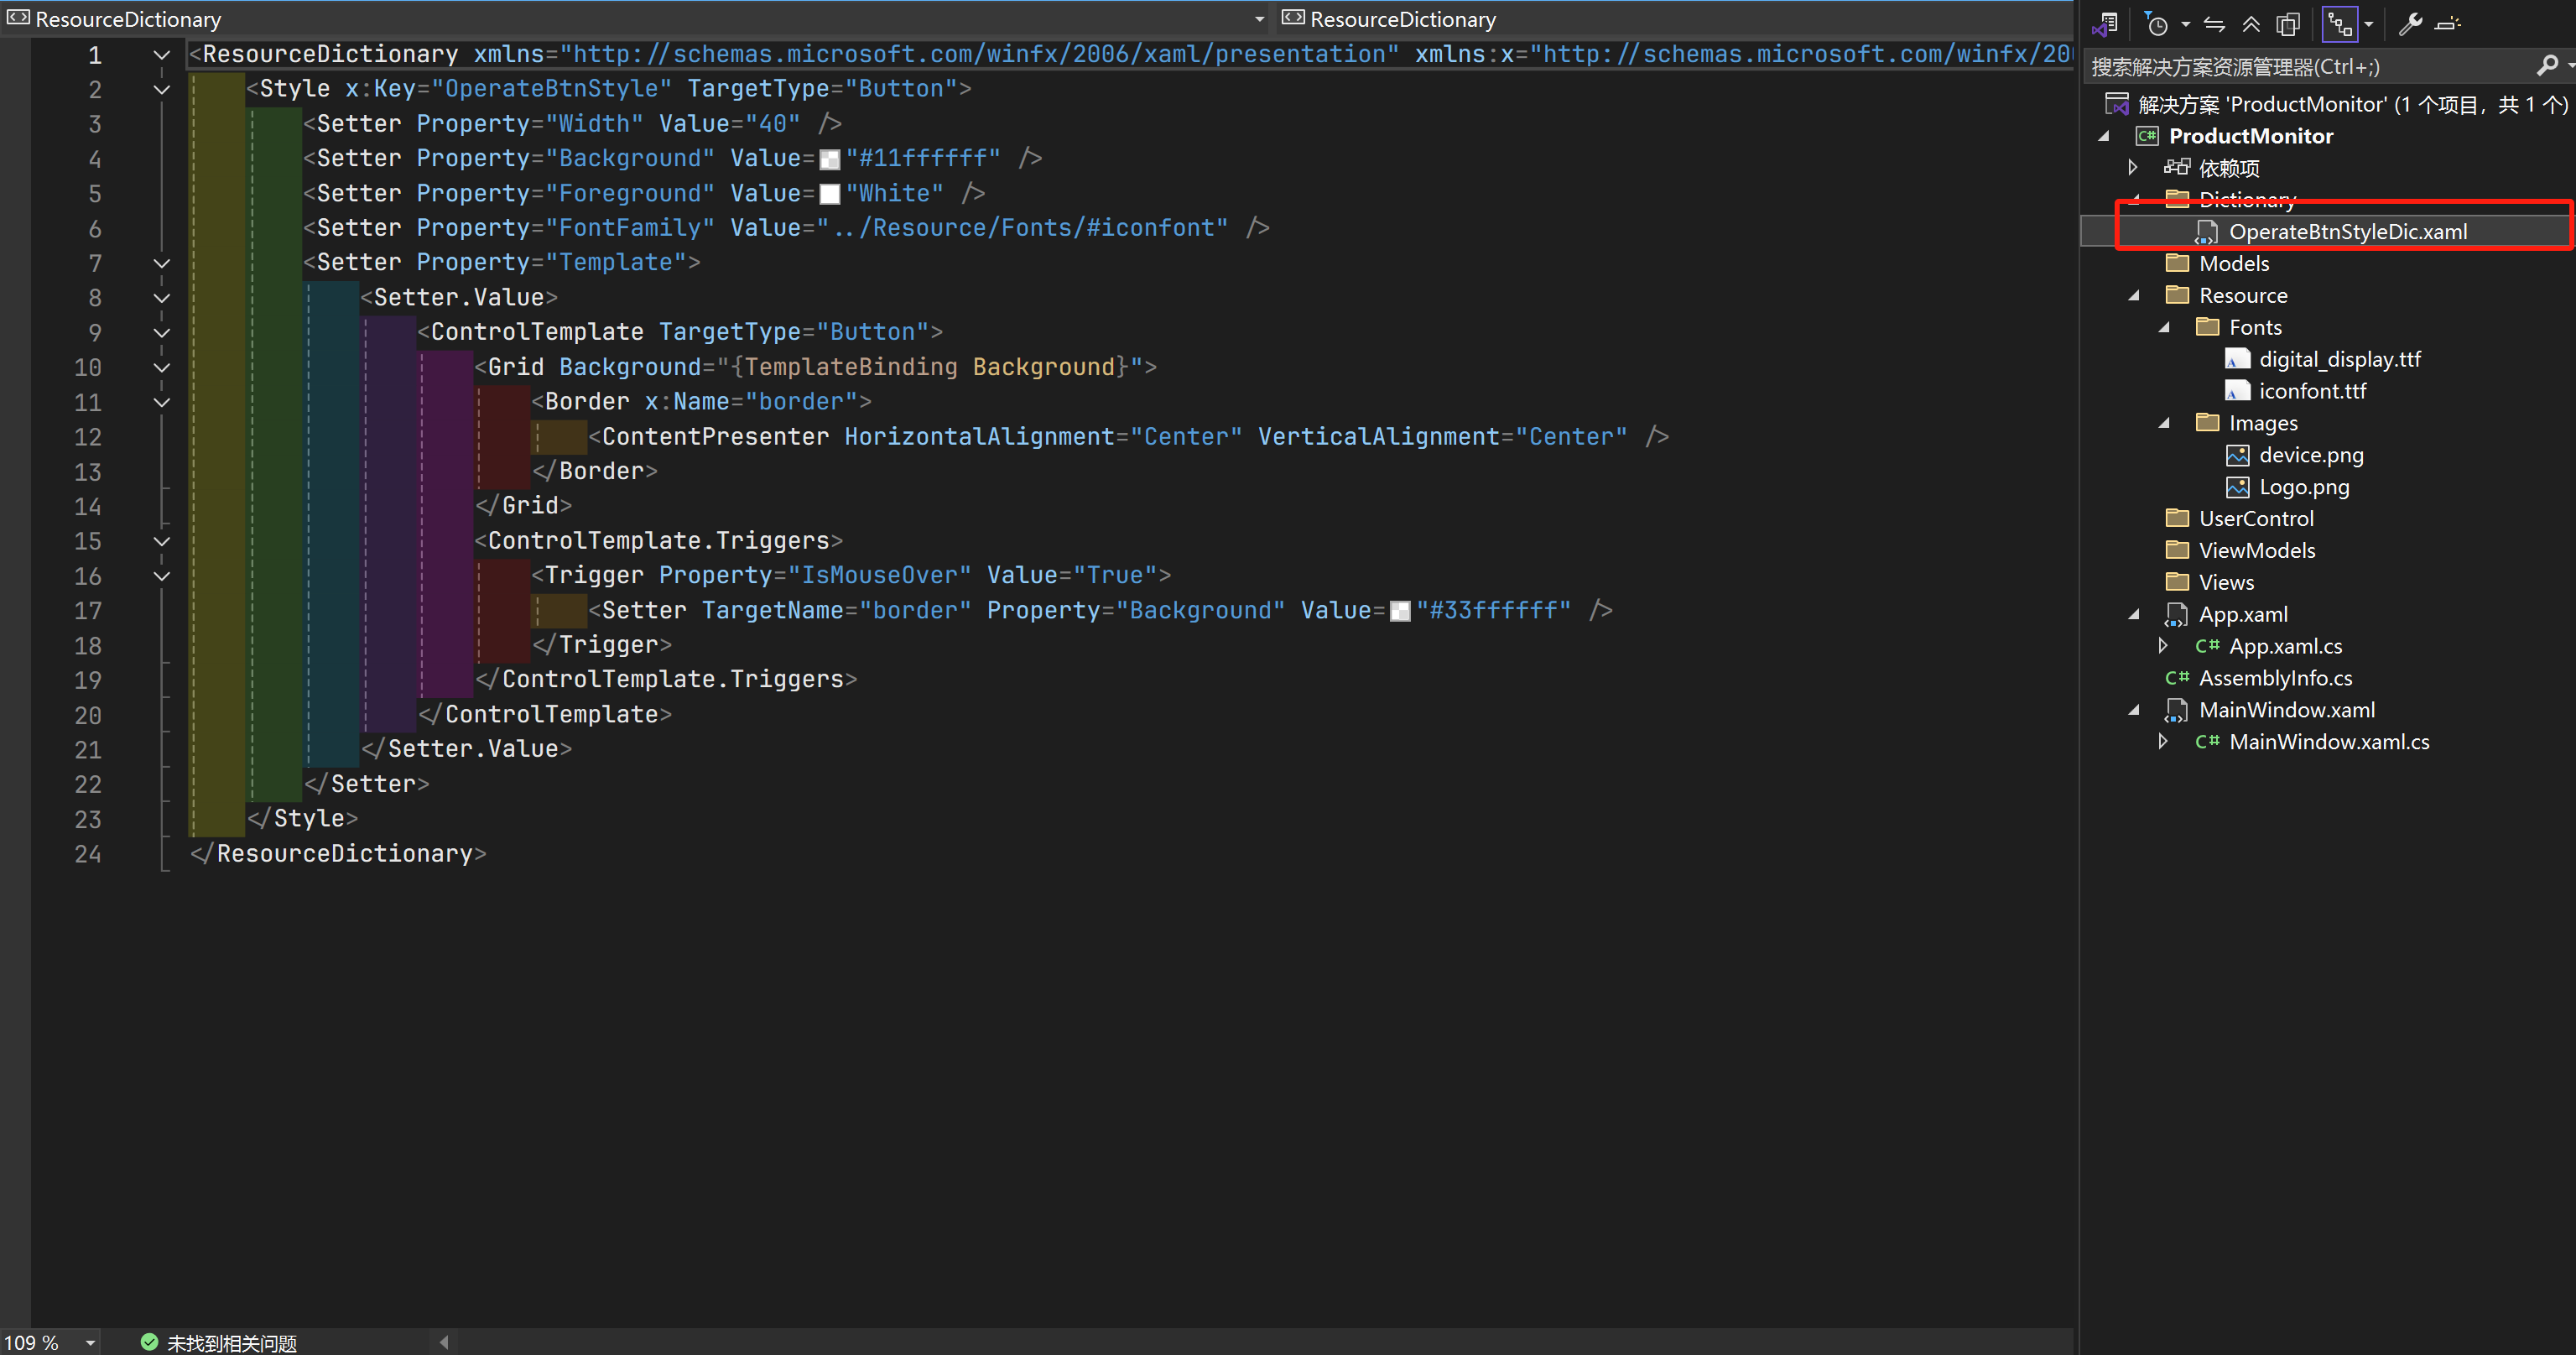 ResourceDictionary
ResourceDictionary
1 <ResourceDictionary xmlns="http://schemas.microsoft.com/winfx/2006/xaml/presentation" xmlns:x="http://schemas.microsoft.com/winfx/20
2 <Style x:Key="OperateBtnStyle" TargetType="Button">
3 <Setter Property="Width" Value="40" />
4 <Setter Property="Background" Value="#11ffffff" />
5 <Setter Property="Foreground" Value="White" />
6 <Setter Property="FontFamily" Value="../Resource/Fonts/#iconfont" />
7 <Setter Property="Template">
8 <Setter.Value>
9 <ControlTemplate TargetType="Button">
10 <Grid Background="{TemplateBinding Background}">
11 <Border x:Name="border">
12 <ContentPresenter HorizontalAlignment="Center" VerticalAlignment="Center" />
13 </Border>
14 </Grid>
15 <ControlTemplate.Triggers>
16 <Trigger Property="IsMouseOver" Value="True">
17 <Setter TargetName="border" Property="Background" Value="#33ffffff" />
18 </Trigger>
19 </ControlTemplate.Triggers>
20 </ControlTemplate>
21 </Setter.Value>
22 </Setter>
23 </Style>
24 </ResourceDictionary>
109 %
未找到相关问题
搜索解决方案资源管理器(Ctrl+;)
解决方案 'ProductMonitor' (1 个项目，共 1 个)
C# ProductMonitor
依赖项
Dictionary
OperateBtnStyleDic.xaml
Models
Resource
Fonts
digital_display.ttf
iconfont.ttf
Images
device.png
Logo.png
UserControl
ViewModels
Views
App.xaml
C# App.xaml.cs
C# AssemblyInfo.cs
MainWindow.xaml
C# MainWindow.xaml.cs